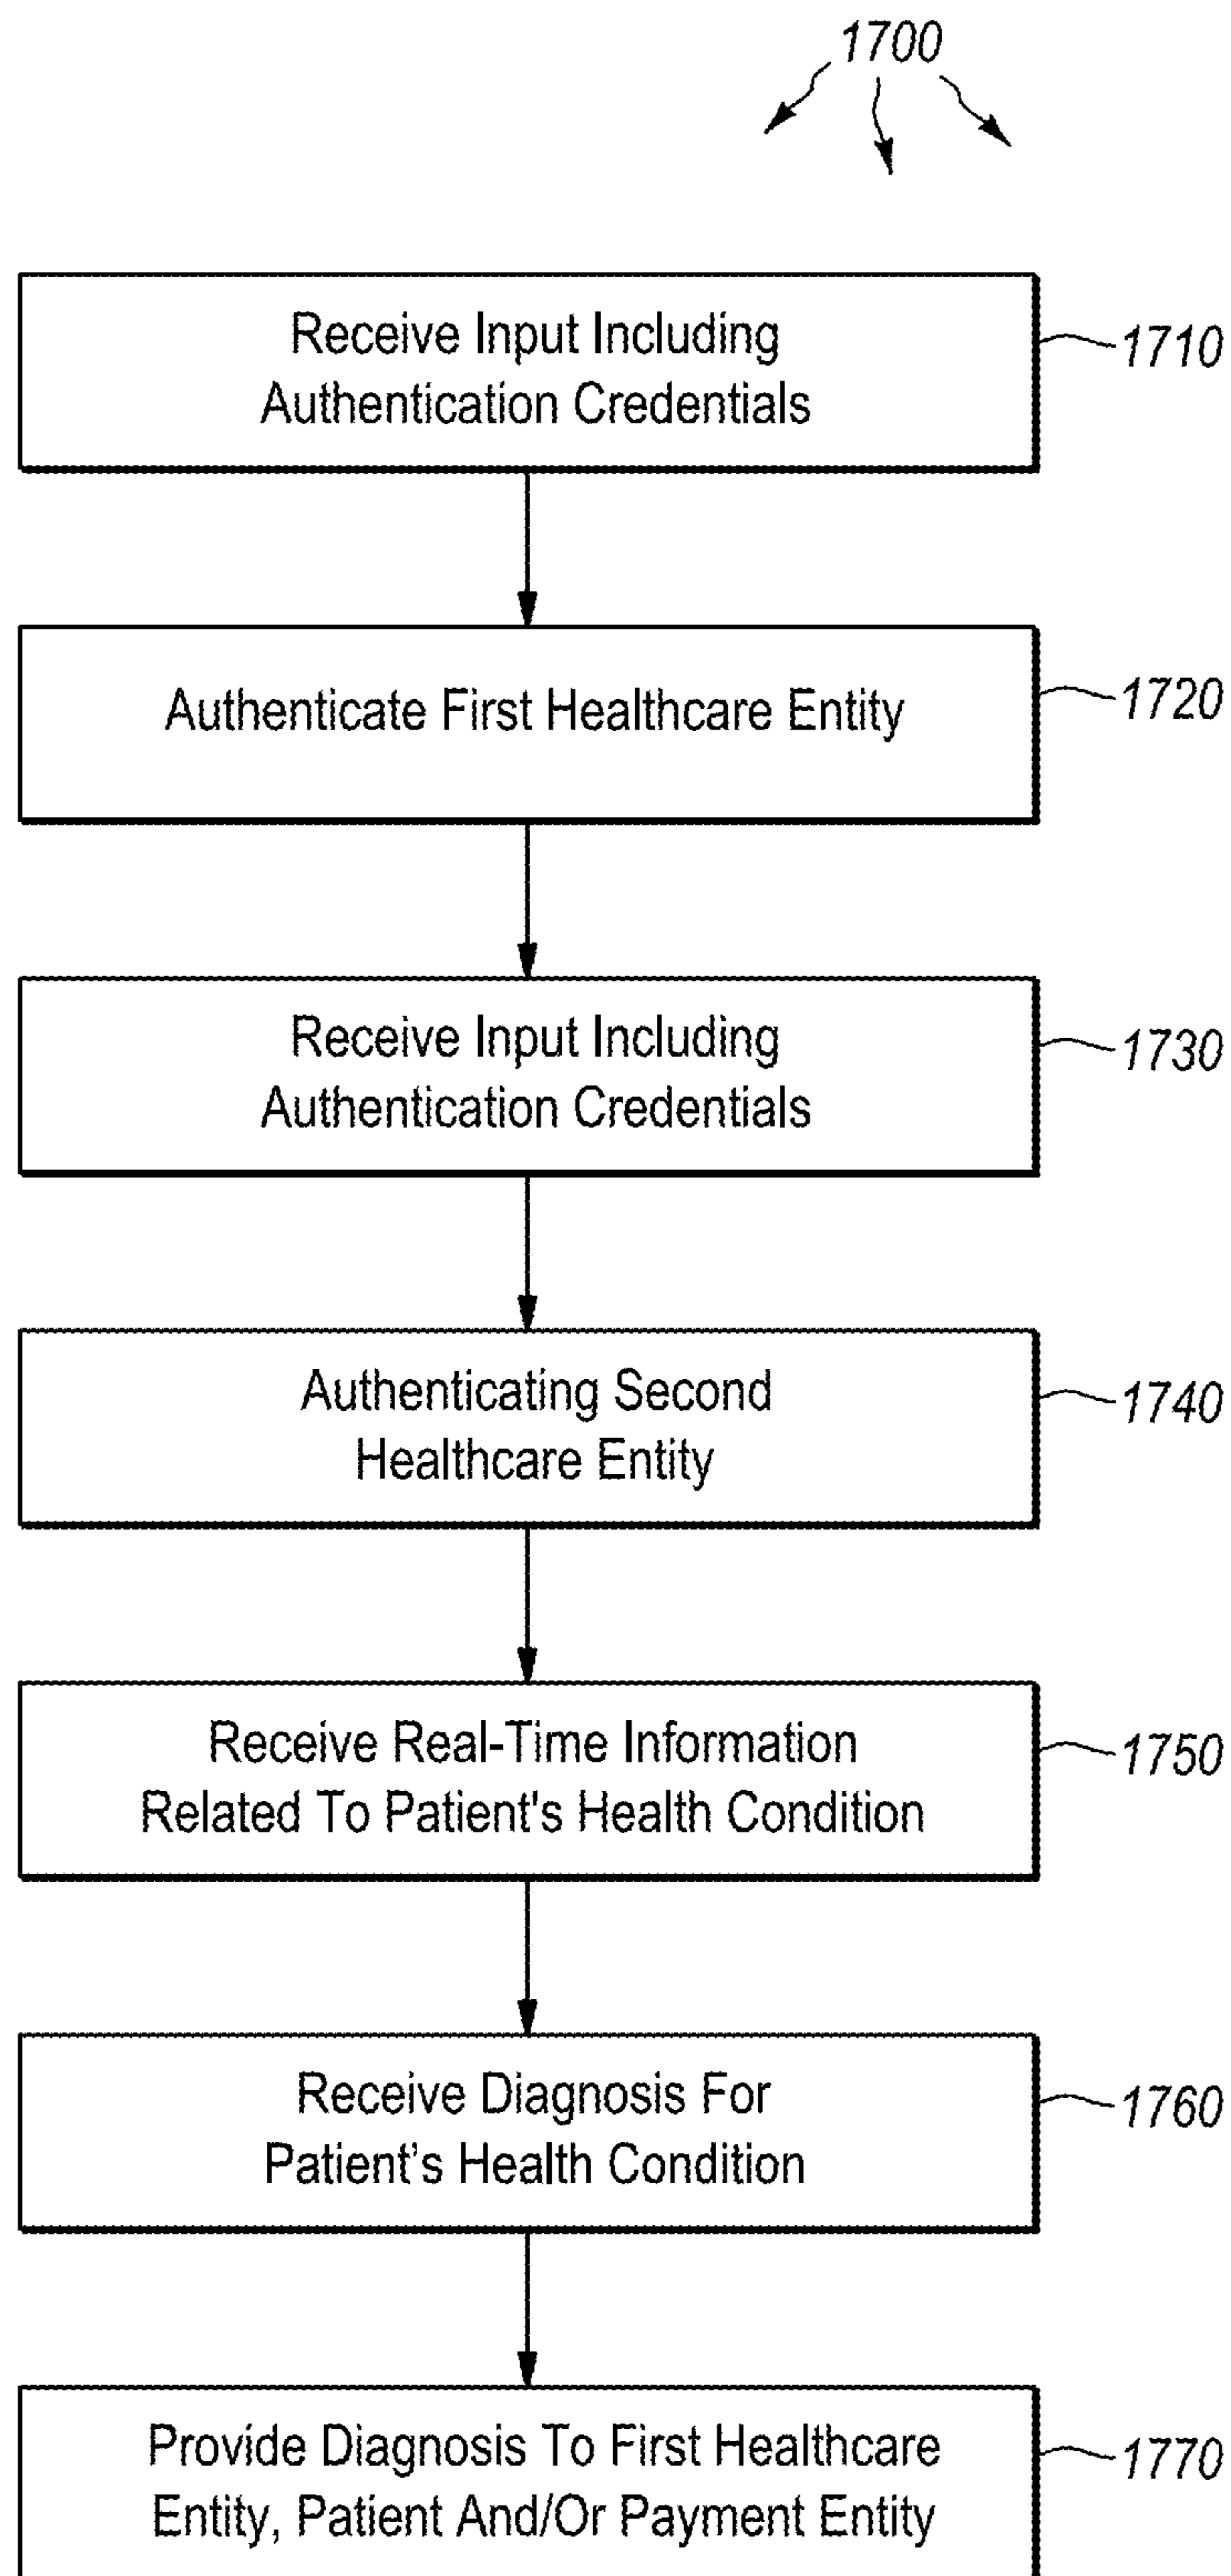 1700
Receive Input Including
Authentication Credentials
1710
Authenticate First Healthcare Entity
1720
Receive Input Including
Authentication Credentials
1730
Authenticating Second
Healthcare Entity
1740
Receive Real-Time Information
Related To Patient's Health Condition
1750
Receive Diagnosis For
Patient’s Health Condition
1760
Provide Diagnosis To First Healthcare
Entity, Patient And/Or Payment Entity
1770